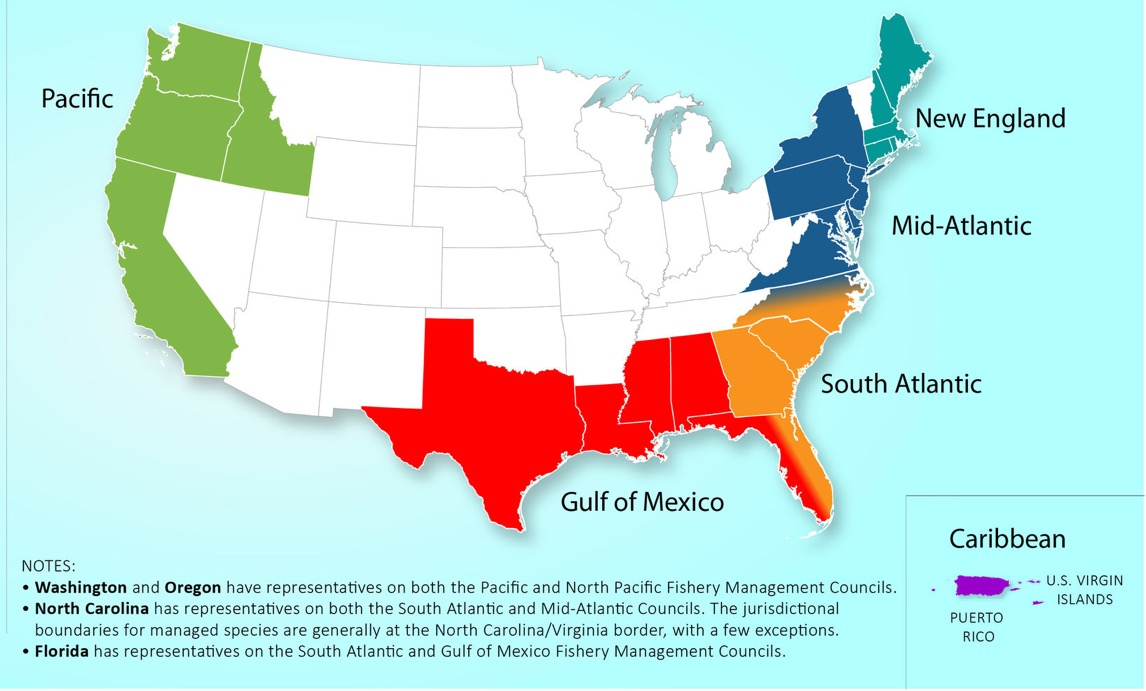 Pacific
New England
Mid-Atlantic
South Atlantic
Gulf of Mexico
Caribbean
U.S. VIRGIN
ISLANDS
PUERTO
RICO
NOTES:
• Washington and Oregon have representatives on both the Pacific and North Pacific Fishery Management Councils.
• North Carolina has representatives on both the South Atlantic and Mid-Atlantic Councils. The jurisdictional
boundaries for managed species are generally at the North Carolina/Virginia border, with a few exceptions.
• Florida has representatives on the South Atlantic and Gulf of Mexico Fishery Management Councils.